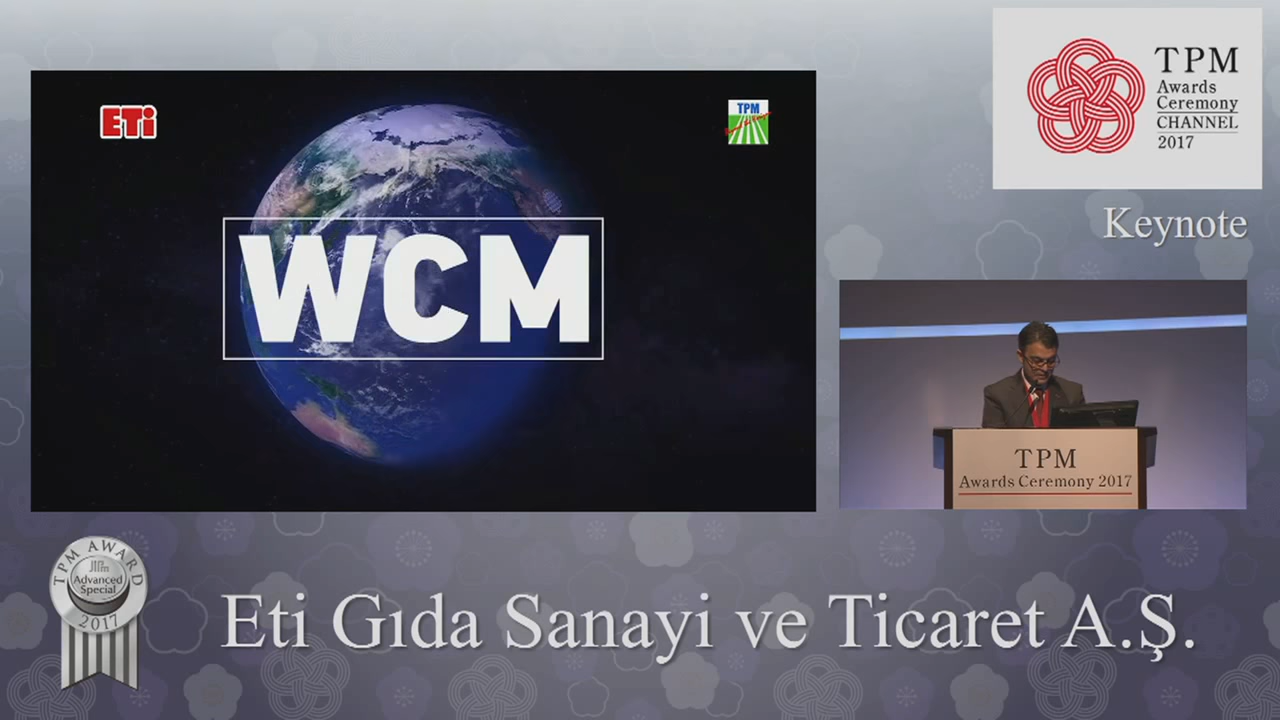 ETi
TPM
WCM
TPM
Awards
Ceremony
CHANNEL
2017
Keynote
TPM
Awards Ceremony 2017
TPM AWARD
JIPM
Advanced
Special
2017
Eti Gıda Sanayi ve Ticaret A.Ş.